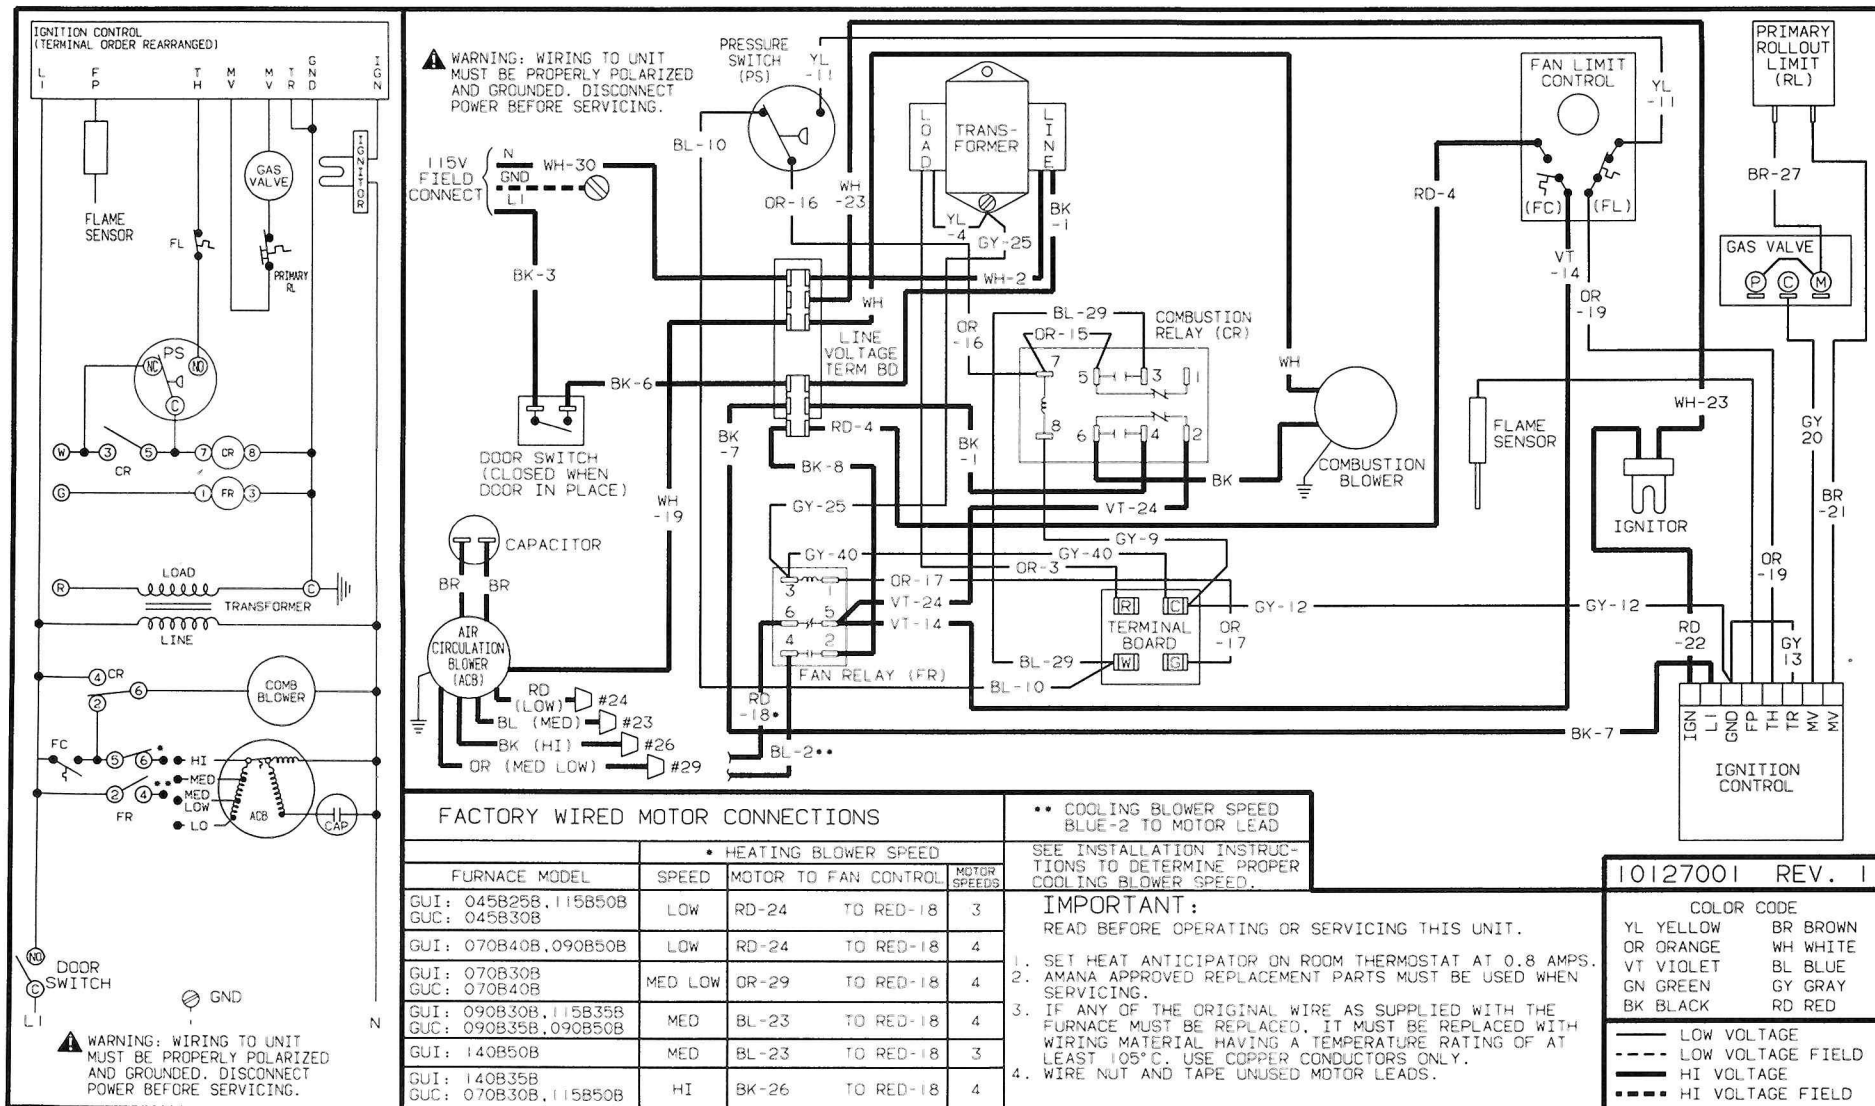 IGNITION CONTROL
(TERMINAL ORDER REARRANGED)
L1 FP TH MV MV TR GND IGN
IGNITOR
GAS VALVE
FLAME SENSOR
FL
PRIMARY RL
PS
NC NO
C
W 3 5 7 CR 8
CR
G 1 FR 3
LOAD
R C
TRANSFORMER
LINE
4 CR
6
2
COMB BLOWER
FC
5 6 • HI
MED
2 4 •• MED LOW
FR
LO
ACB
CAP
NO
DOOR SWITCH
C
GND
L1
N
WARNING: WIRING TO UNIT
MUST BE PROPERLY POLARIZED
AND GROUNDED. DISCONNECT
POWER BEFORE SERVICING.
WARNING: WIRING TO UNIT
MUST BE PROPERLY POLARIZED
AND GROUNDED. DISCONNECT
POWER BEFORE SERVICING.
PRESSURE SWITCH (PS)
YL-11
BL-10
115V FIELD CONNECT
N
GND
L1
WH-30
OR-16
WH-23
LOAD
TRANS-FORMER
LINE
YL-4
GY-25
BK-1
BK-3
WH-2
WH
LINE VOLTAGE TERM BD
BK-6
RD-4
BK-7
BK-8
BK-1
DOOR SWITCH
(CLOSED WHEN
DOOR IN PLACE)
WH-19
GY-25
CAPACITOR
BR BR
AIR CIRCULATION BLOWER (ACB)
RD (LOW) #24
BL (MED) #23
BK (HI) #26
OR (MED LOW) #29
OR-16
BL-29
OR-15
COMBUSTION RELAY (CR)
7 5 3 1
8 6 4 2
BK
WH
COMBUSTION BLOWER
VT-24
GY-9
GY-40 GY-40
OR-3
OR-17
VT-24
VT-14
3 1
6 5
4 2
FAN RELAY (FR)
R C
TERMINAL BOARD
W G
OR-17
BL-29
BL-10
RD-18•
BL-2••
GY-12 GY-12
BK-7
FAN LIMIT CONTROL
YL-11
(FC) (FL)
RD-4
VT-14
OR-19
PRIMARY ROLLOUT LIMIT (RL)
BR-27
GAS VALVE
P C M
FLAME SENSOR
WH-23
GY 20
BR-21
IGNITOR
OR-19
RD-22
GY 13
IGN L1 GND FP TH TR MV MV
IGNITION CONTROL
FACTORY WIRED MOTOR CONNECTIONS
• HEATING BLOWER SPEED
FURNACE MODEL SPEED MOTOR TO FAN CONTROL MOTOR SPEEDS
GUI: 045B25B,115B50B
GUC: 045B30B
LOW RD-24 TO RED-18 3
GUI: 070B40B,090B50B LOW RD-24 TO RED-18 4
GUI: 070B30B
GUC: 070B40B
MED LOW OR-29 TO RED-18 4
GUI: 090B30B,115B35B
GUC: 090B35B,090B50B
MED BL-23 TO RED-18 4
GUI: 140B50B MED BL-23 TO RED-18 3
GUI: 140B35B
GUC: 070B30B,115B50B
HI BK-26 TO RED-18 4
•• COOLING BLOWER SPEED
BLUE-2 TO MOTOR LEAD
SEE INSTALLATION INSTRUC-
TIONS TO DETERMINE PROPER
COOLING BLOWER SPEED.
IMPORTANT:
READ BEFORE OPERATING OR SERVICING THIS UNIT.
1. SET HEAT ANTICIPATOR ON ROOM THERMOSTAT AT 0.8 AMPS.
2. AMANA APPROVED REPLACEMENT PARTS MUST BE USED WHEN
SERVICING.
3. IF ANY OF THE ORIGINAL WIRE AS SUPPLIED WITH THE
FURNACE MUST BE REPLACED, IT MUST BE REPLACED WITH
WIRING MATERIAL HAVING A TEMPERATURE RATING OF AT
LEAST 105°C. USE COPPER CONDUCTORS ONLY.
4. WIRE NUT AND TAPE UNUSED MOTOR LEADS.
10127001 REV. 1
COLOR CODE
YL YELLOW BR BROWN
OR ORANGE WH WHITE
VT VIOLET BL BLUE
GN GREEN GY GRAY
BK BLACK RD RED
LOW VOLTAGE
LOW VOLTAGE FIELD
HI VOLTAGE
HI VOLTAGE FIELD